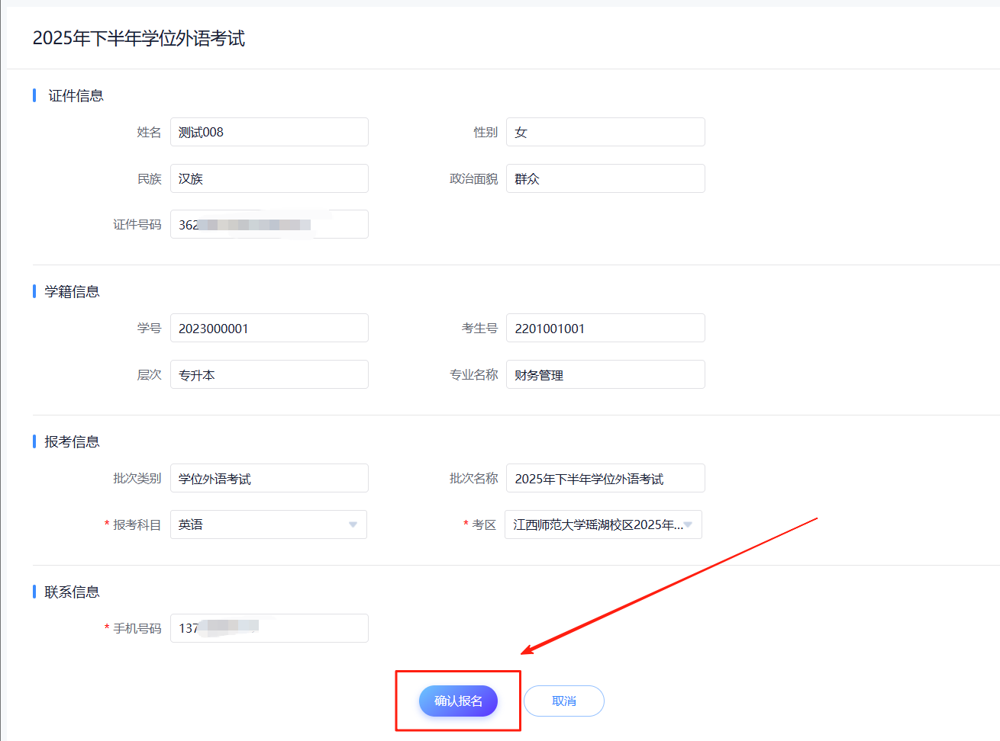 2025年下半年学位外语考试
证件信息
姓名 测试008 性别 女
民族 汉族 政治面貌 群众
证件号码 362
学籍信息
学号 2023000001 考生号 2201001001
层次 专升本 专业名称 财务管理
报考信息
批次类别 学位外语考试 批次名称 2025年下半年学位外语考试
* 报考科目 英语 * 考区 江西师范大学瑶湖校区2025年...
联系信息
* 手机号码 137
确认报名 取消